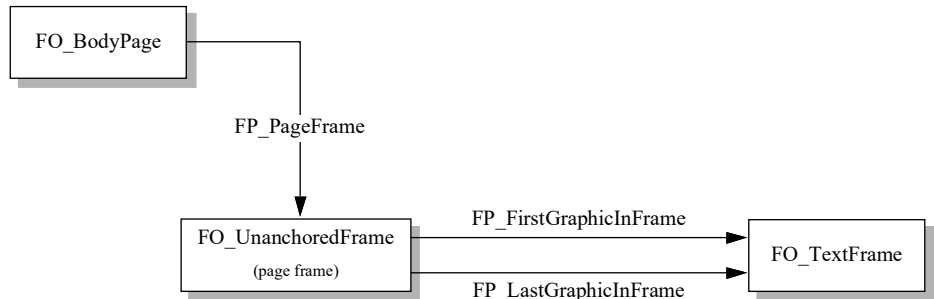 FO_BodyPage
FP_PageFrame
FO_UnanchoredFrame
(page frame)
FP_FirstGraphicInFrame
FO_TextFrame
FP_LastGraphicInFrame